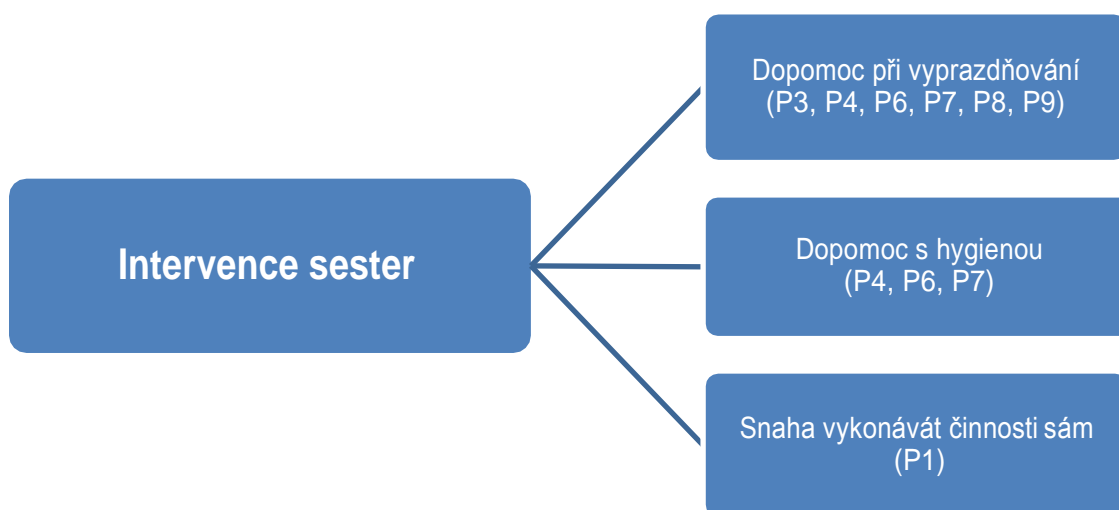 Intervence sester
Dopomoc při vyprazdňování
(P3, P4, P6, P7, P8, P9)
Dopomoc s hygienou
(P4, P6, P7)
Snaha vykonávát činnosti sám
(P1)